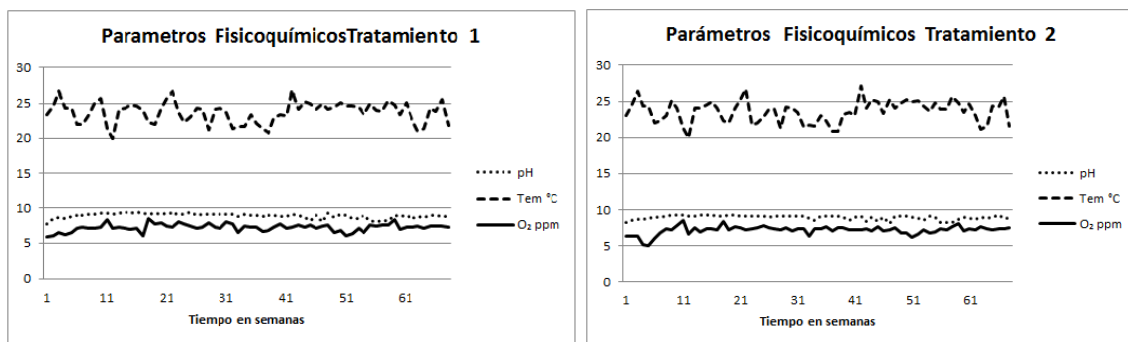 Parametros FisicoquímicosTratamiento 1
30
25
20
15
10
5
0
1
11
21
31
41
51
61
Tiempo en semanas
pH
Tem °C
O₂ ppm
Parámetros Fisicoquímicos Tratamiento 2
30
25
20
15
10
5
0
1
11
21
31
41
51
61
Tiempo en semanas
pH
Tem °C
O₂ ppm